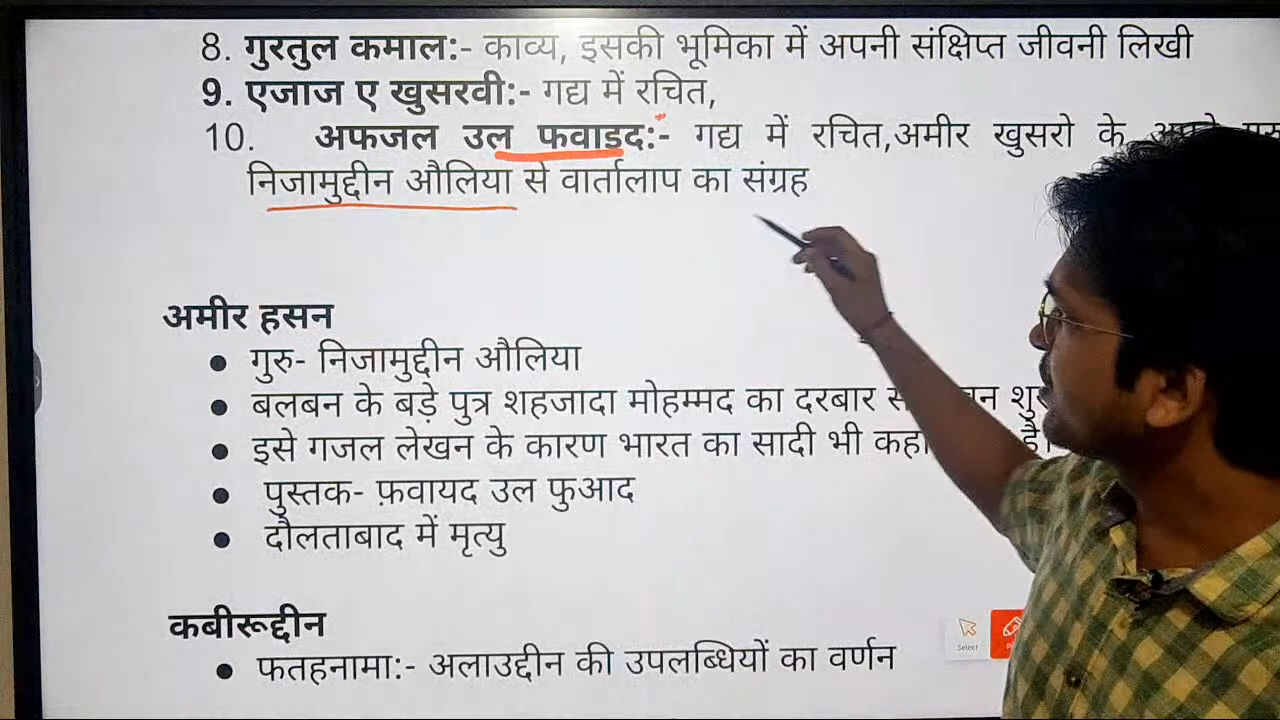 8. गुरतुल कमाल:- काव्य, इसकी भूमिका में अपनी संक्षिप्त जीवनी लिखी
9. एजाज ए खुसरवी:- गद्य में रचित,
10. अफजल उल फवाइद:- गद्य में रचित,अमीर खुसरो के
निजामुद्दीन औलिया से वार्तालाप का संग्रह
अमीर हसन
● गुरु- निजामुद्दीन औलिया
● बलबन के बड़े पुत्र शहजादा मोहम्मद का दरबार
● इसे गजल लेखन के कारण भारत का सादी भी कहा है।
● पुस्तक- फ़वायद उल फुआद
● दौलताबाद में मृत्यु
कबीरूद्दीन
● फतहनामा:- अलाउद्दीन की उपलब्धियों का वर्णन
Select